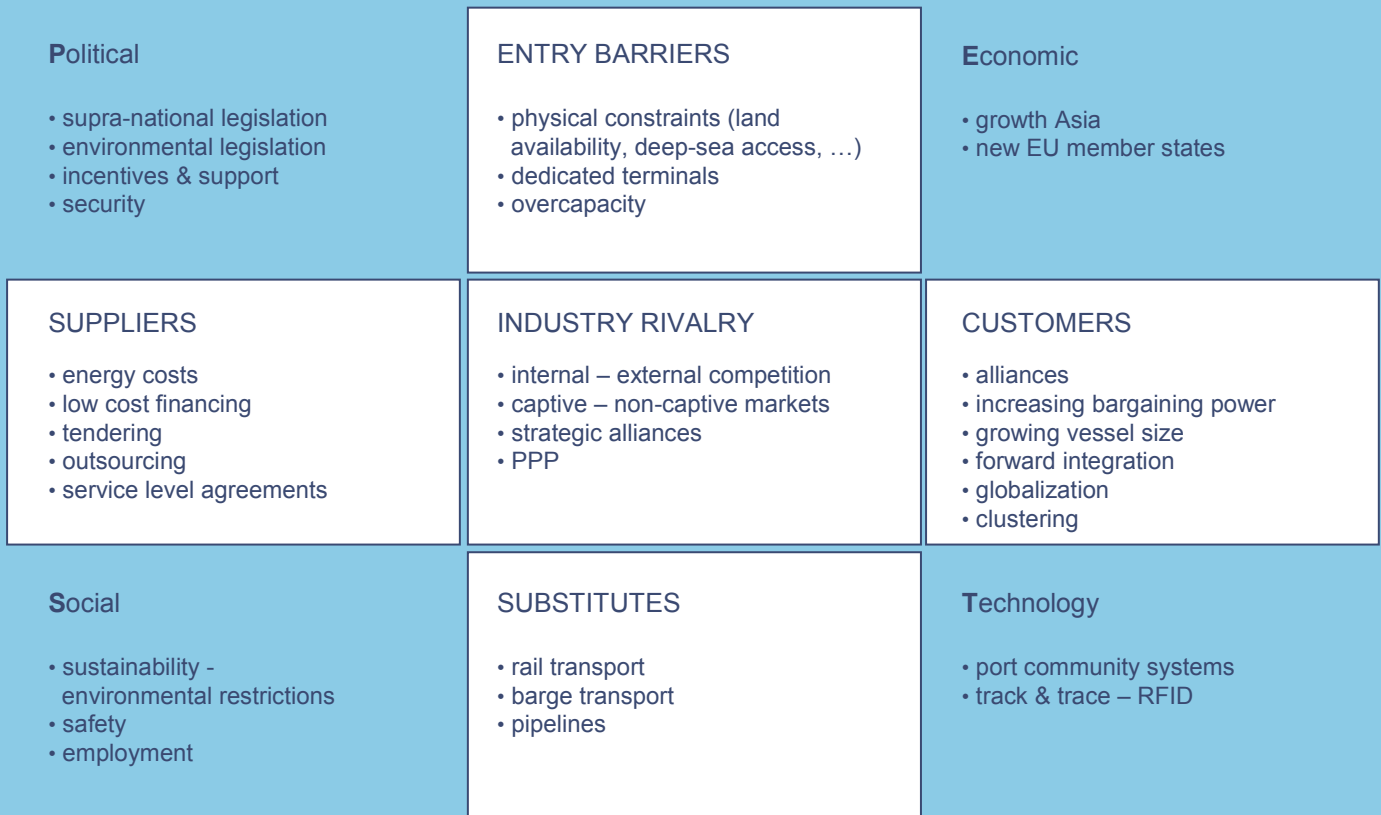 Political
• supra-national legislation
• environmental legislation
• incentives & support
• security
ENTRY BARRIERS
• physical constraints (land
availability, deep-sea access, …)
• dedicated terminals
• overcapacity
Economic
• growth Asia
• new EU member states
SUPPLIERS
• energy costs
• low cost financing
• tendering
• outsourcing
• service level agreements
INDUSTRY RIVALRY
• internal – external competition
• captive – non-captive markets
• strategic alliances
• PPP
CUSTOMERS
• alliances
• increasing bargaining power
• growing vessel size
• forward integration
• globalization
• clustering
Social
• sustainability -
environmental restrictions
• safety
• employment
SUBSTITUTES
• rail transport
• barge transport
• pipelines
Technology
• port community systems
• track & trace – RFID